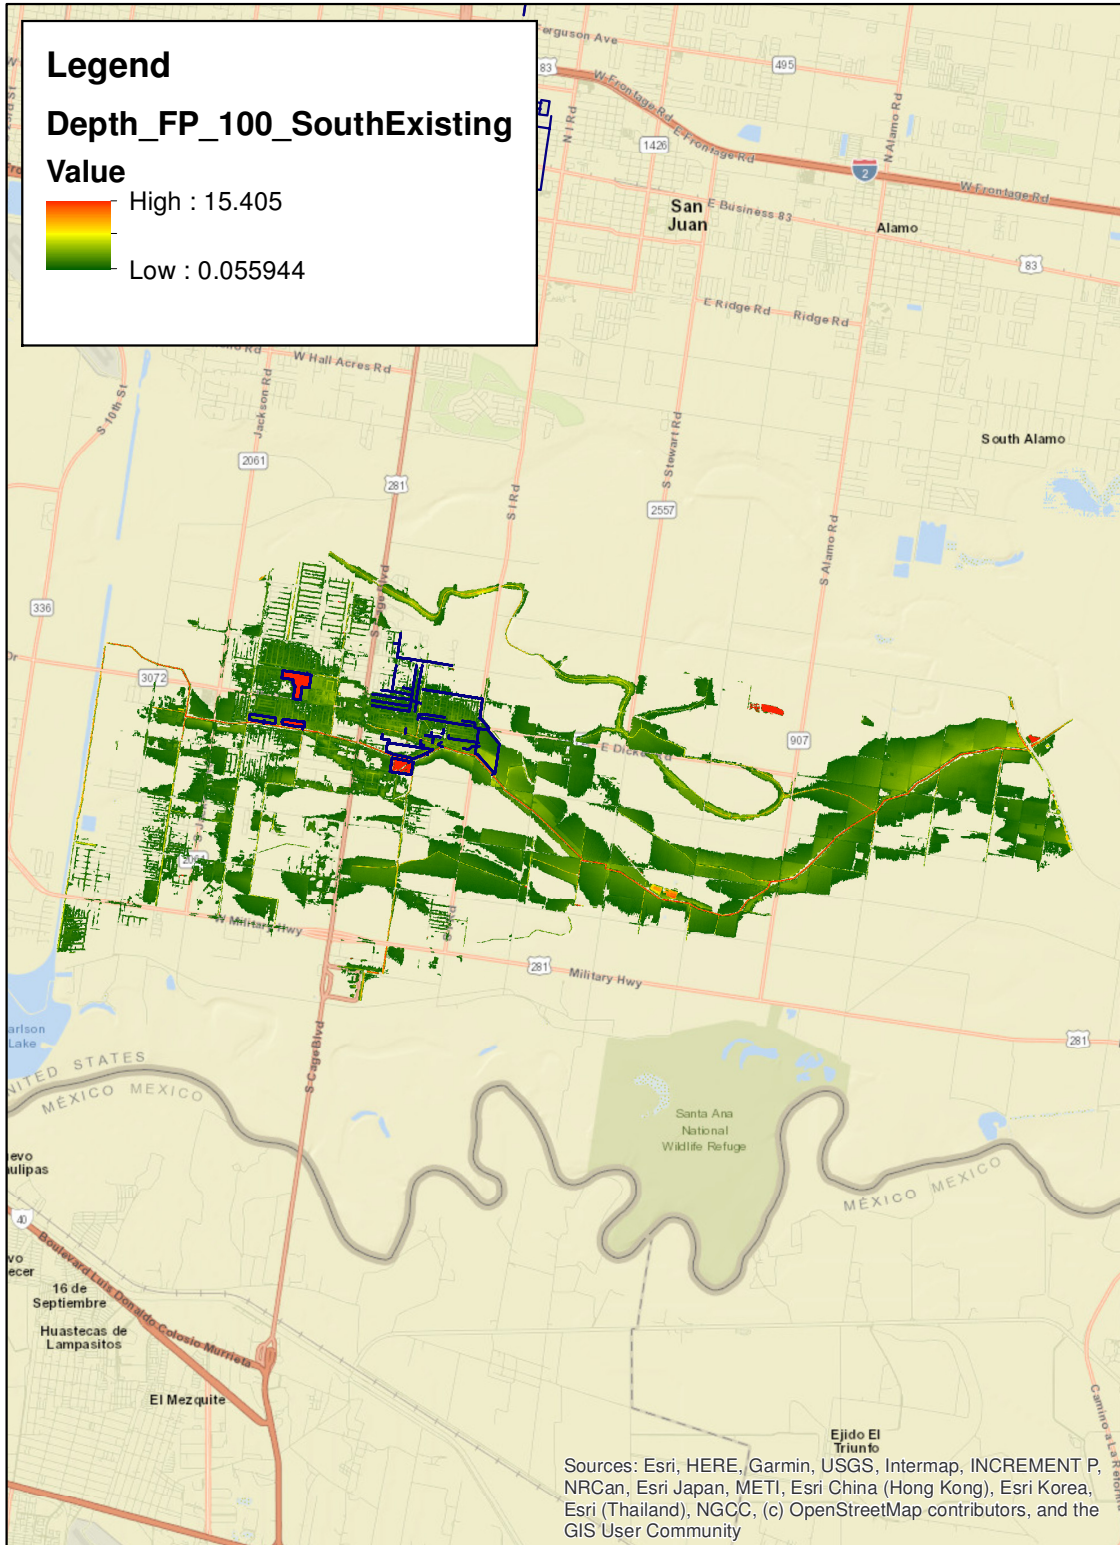 Legend
Depth_FP_100_SouthExisting
Value
High : 15.405
Low : 0.055944
Ferguson Ave
83
W Frontage Rd
495
N I Rd
1426
E Frontage Rd
N Alamo Rd
2
W Frontage Rd
San
Juan
E Business 83
Alamo
83
E Ridge Rd
Ridge Rd
W Hall Acres Rd
S 10th St
Jackson Rd
2061
281
S I Rd
S Stewart Rd
2557
South Alamo
S Alamo Rd
336
3072
E Dicker Rd
907
W Military Hwy
281
Military Hwy
281
S Cage Blvd
Lake
UNITED STATES
MÉXICO MEXICO
Santa Ana
National
Wildlife Refuge
MÉXICO MEXICO
40
Boulevard Luis Donaldo Colosio Murrieta
16 de
Septiembre
Huastecas de
Lampasitos
El Mezquite
Ejido El
Triunfo
Sources: Esri, HERE, Garmin, USGS, Intermap, INCREMENT P,
NRCan, Esri Japan, METI, Esri China (Hong Kong), Esri Korea,
Esri (Thailand), NGCC, (c) OpenStreetMap contributors, and the
GIS User Community